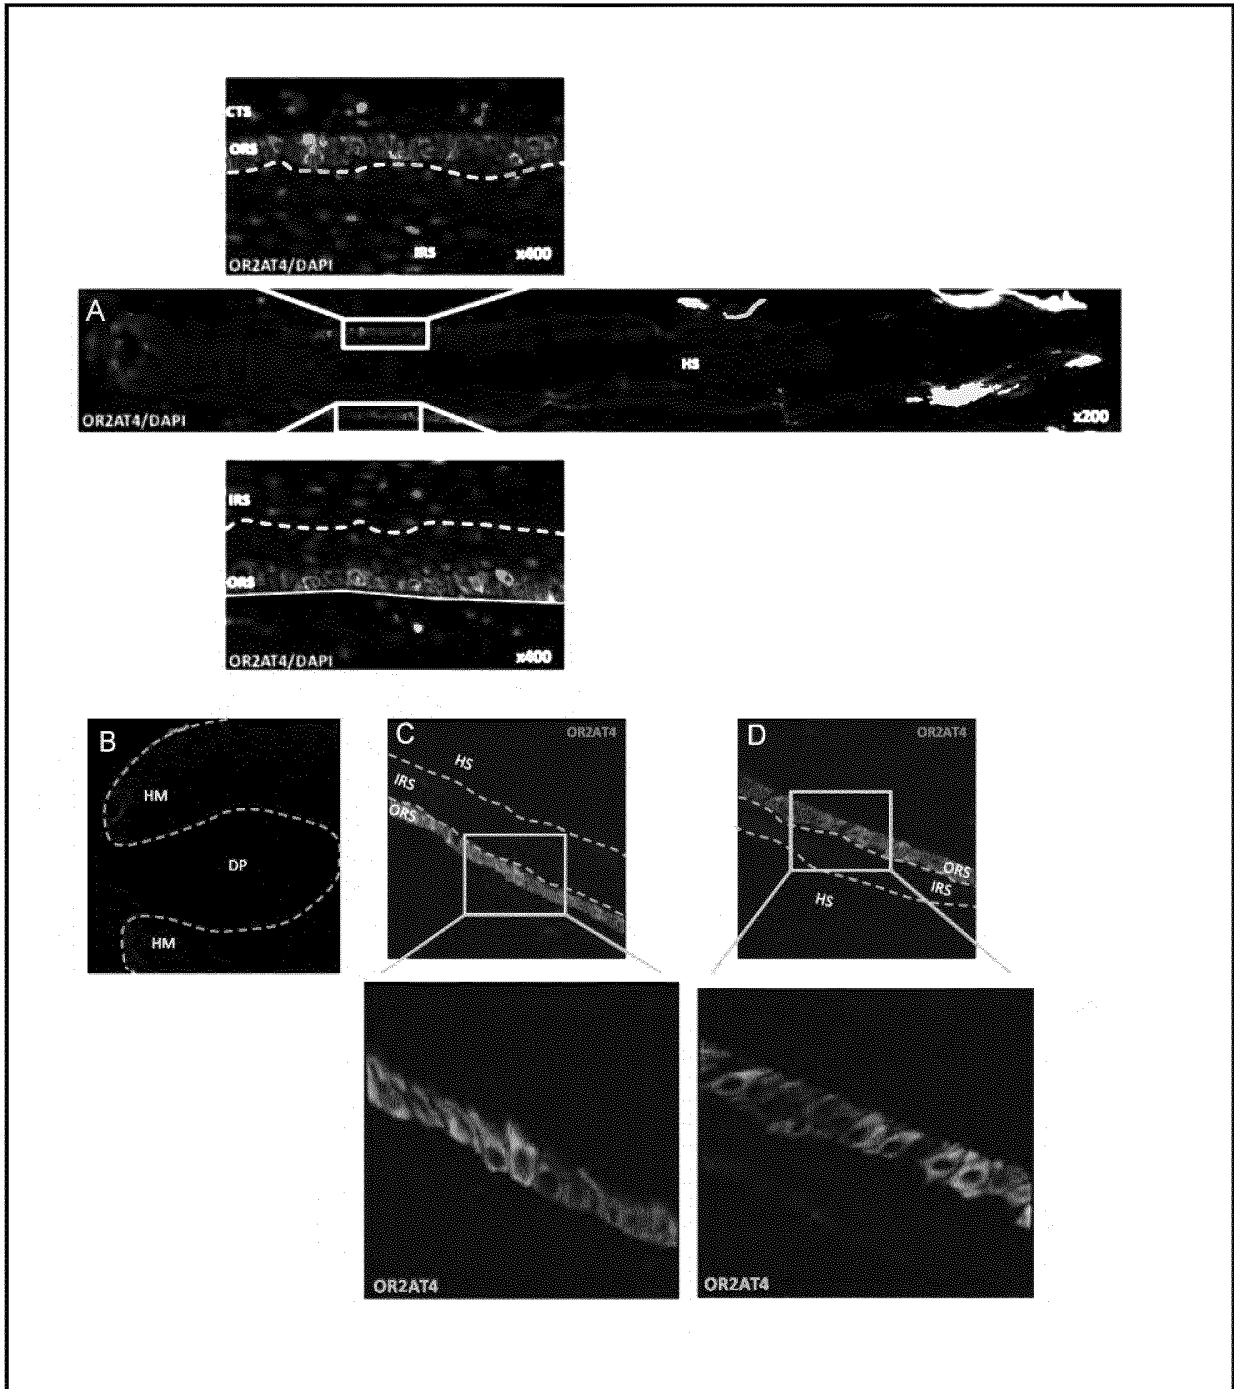 CTS
ORS
IRS
x400
OR2AT4/DAPI
A
HS
OR2AT4/DAPI
x200
IRS
ORS
x400
OR2AT4/DAPI
B
HM
DP
HM
C
OR2AT4
HS
IRS
ORS
D
OR2AT4
ORS
IRS
HS
OR2AT4
OR2AT4